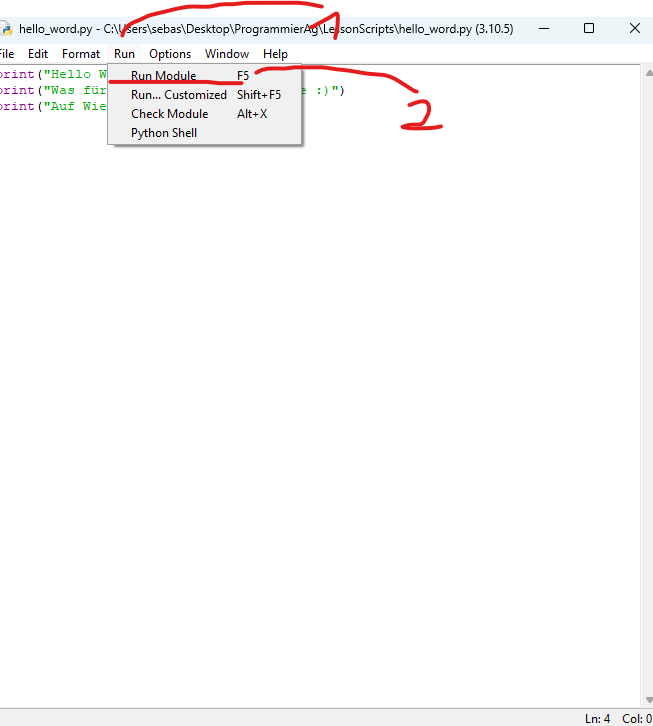 hello_word.py - C:\Users\sebas\Desktop\ProgrammierAg\LessonScripts\hello_word.py (3.10.5)
1
File Edit Format Run Options Window Help
print("Hello W
Run Module F5
print("Was für
Run... Customized Shift+F5
e :)")
print("Auf Wie
Check Module Alt+X
Python Shell
2
Ln: 4 Col: 0